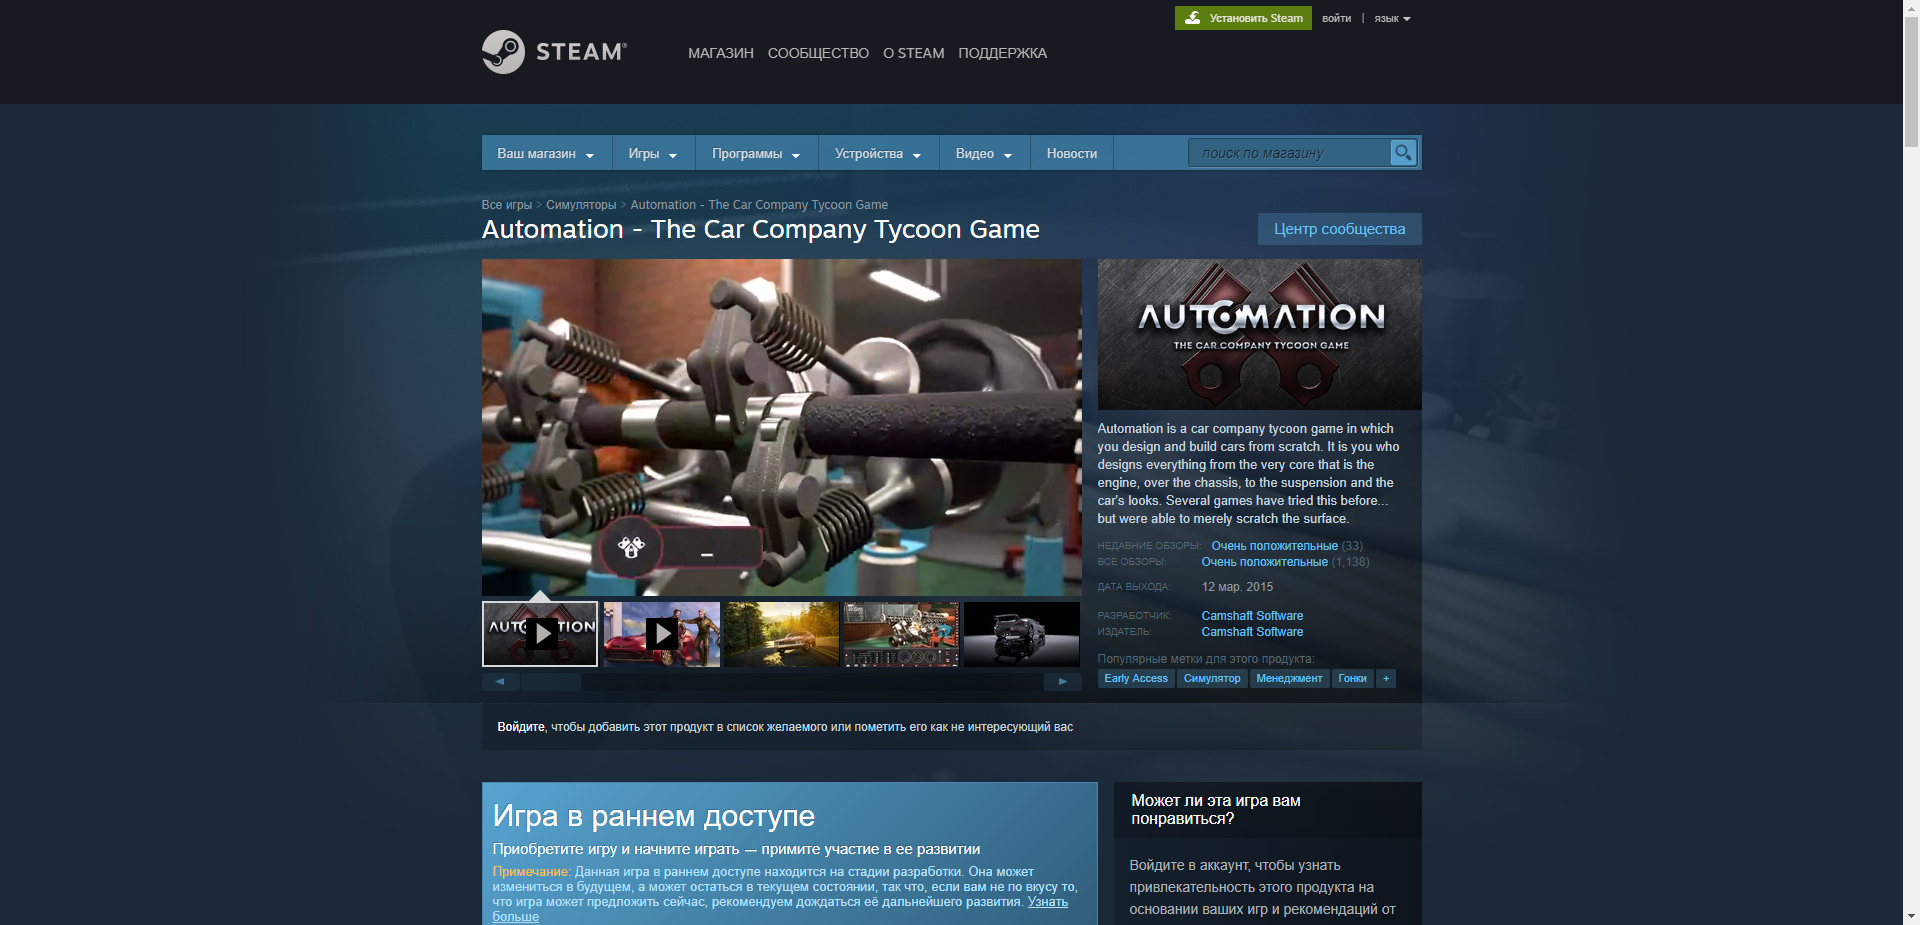 Установить Steam
войти | язык
STEAM®
МАГАЗИН СООБЩЕСТВО О STEAM ПОДДЕРЖКА
Ваш магазин Игры Программы Устройства Видео Новости поиск по магазину
Все игры > Симуляторы > Automation - The Car Company Tycoon Game
Automation - The Car Company Tycoon Game
Центр сообщества
AUTOMATION
THE CAR COMPANY TYCOON GAME
Automation is a car company tycoon game in which
you design and build cars from scratch. It is you who
designs everything from the very core that is the
engine, over the chassis, to the suspension and the
car's looks. Several games have tried this before...
but were able to merely scratch the surface.
НЕДАВНИЕ ОБЗОРЫ: Очень положительные (33)
ВСЕ ОБЗОРЫ: Очень положительные (1,138)
ДАТА ВЫХОДА: 12 мар. 2015
РАЗРАБОТЧИК: Camshaft Software
ИЗДАТЕЛЬ: Camshaft Software
Популярные метки для этого продукта:
Early Access Симулятор Менеджмент Гонки +
Войдите, чтобы добавить этот продукт в список желаемого или пометить его как не интересующий вас
Игра в раннем доступе
Приобретите игру и начните играть — примите участие в ее развитии
Примечание: Данная игра в раннем доступе находится на стадии разработки. Она может
измениться в будущем, а может остаться в текущем состоянии, так что, если вам не по вкусу то,
что игра может предложить сейчас, рекомендуем дождаться её дальнейшего развития. Узнать
больше
Может ли эта игра вам
понравиться?
Войдите в аккаунт, чтобы узнать
привлекательность этого продукта на
основании ваших игр и рекомендаций от